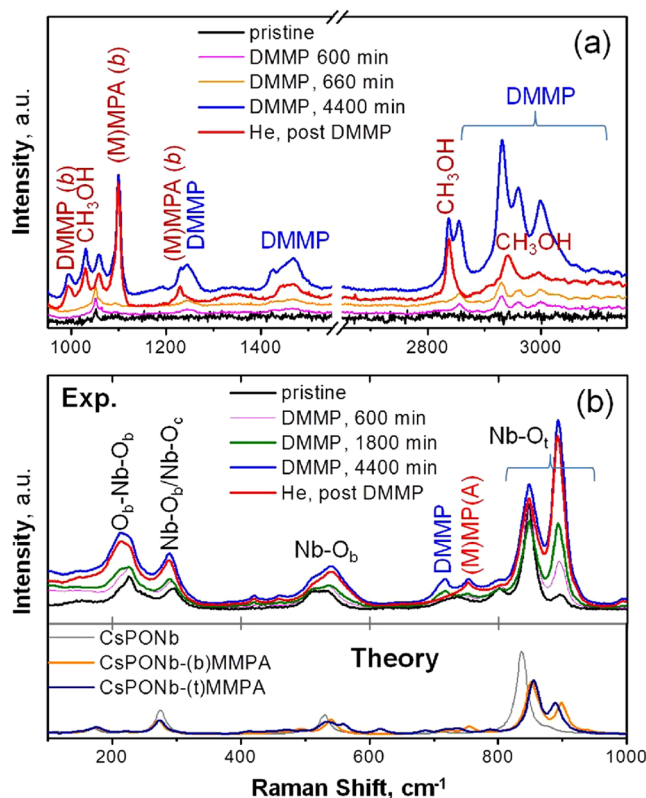 (a)
pristine
DMMP 600 min
DMMP, 660 min
DMMP, 4400 min
He, post DMMP
DMMP (b)
CH3OH
(M)MPA (b)
(M)MPA (b)
DMMP
DMMP
CH3OH
DMMP
CH3OH
Intensity, a.u.
1000 1200 1400 2800 3000
Exp.
(b)
pristine
DMMP, 600 min
DMMP, 1800 min
DMMP, 4400 min
He, post DMMP
Ob-Nb-Ob
Nb-Ob/Nb-Oc
Nb-Ob
DMMP
(M)MP(A)
Nb-Ot
Intensity, a.u.
CsPONb
CsPONb-(b)MMPA
CsPONb-(t)MMPA
Theory
200 400 600 800 1000
Raman Shift, cm-1